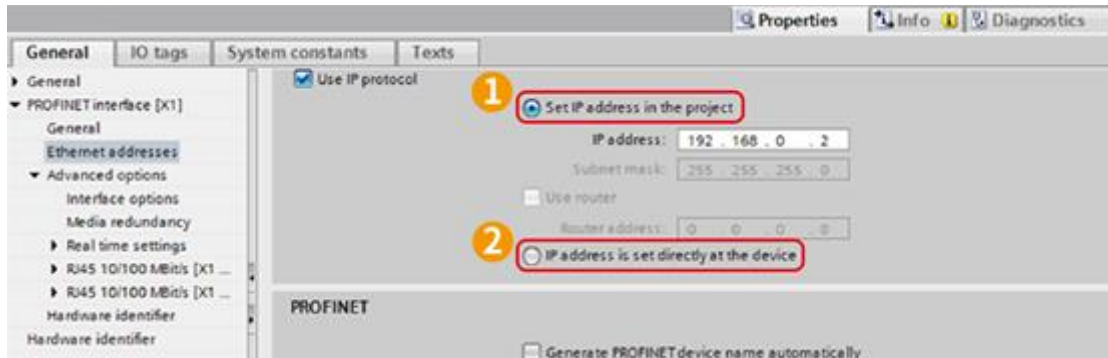 Properties Info Diagnostics
General IO tags System constants Texts
General
PROFINET interface [X1]
General
Ethernet addresses
Advanced options
Interface options
Media redundancy
Real time settings
RJ45 10/100 MBit/s [X1 ...
RJ45 10/100 MBit/s [X1 ...
Hardware identifier
Hardware identifier
Use IP protocol
1
Set IP address in the project
IP address: 192 . 168 . 0 . 2
Subnet mask: 255 . 255 . 255 . 0
Use router
Router address: 0 . 0 . 0 . 0
2
IP address is set directly at the device
PROFINET
Generate PROFINET device name automatically